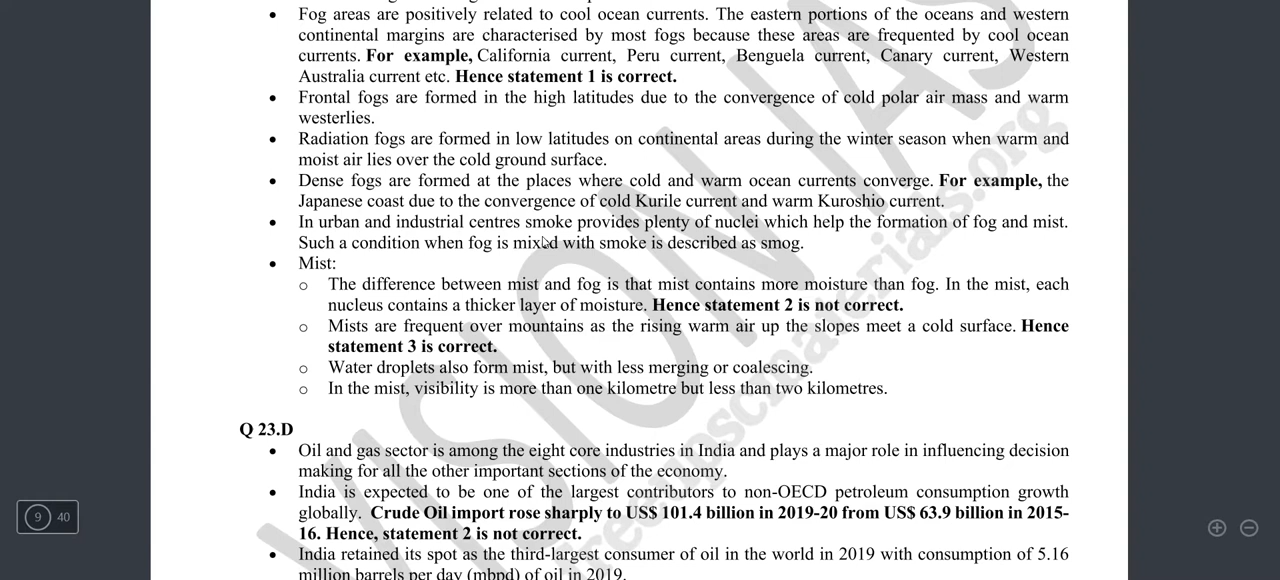 • Fog areas are positively related to cool ocean currents. The eastern portions of the oceans and western
continental margins are characterised by most fogs because these areas are frequented by cool ocean
currents. For example, California current, Peru current, Benguela current, Canary current, Western
Australia current etc. Hence statement 1 is correct.
• Frontal fogs are formed in the high latitudes due to the convergence of cold polar air mass and warm
westerlies.
• Radiation fogs are formed in low latitudes on continental areas during the winter season when warm and
moist air lies over the cold ground surface.
• Dense fogs are formed at the places where cold and warm ocean currents converge. For example, the
Japanese coast due to the convergence of cold Kurile current and warm Kuroshio current.
• In urban and industrial centres smoke provides plenty of nuclei which help the formation of fog and mist.
Such a condition when fog is mixed with smoke is described as smog.
• Mist:
o The difference between mist and fog is that mist contains more moisture than fog. In the mist, each
nucleus contains a thicker layer of moisture. Hence statement 2 is not correct.
o Mists are frequent over mountains as the rising warm air up the slopes meet a cold surface. Hence
statement 3 is correct.
o Water droplets also form mist, but with less merging or coalescing.
o In the mist, visibility is more than one kilometre but less than two kilometres.
Q 23.D
• Oil and gas sector is among the eight core industries in India and plays a major role in influencing decision
making for all the other important sections of the economy.
• India is expected to be one of the largest contributors to non-OECD petroleum consumption growth
globally. Crude Oil import rose sharply to US$ 101.4 billion in 2019-20 from US$ 63.9 billion in 2015-
16. Hence, statement 2 is not correct.
• India retained its spot as the third-largest consumer of oil in the world in 2019 with consumption of 5.16
million barrels per day (mbpd) of oil in 2019.
9 40
VISION IAS